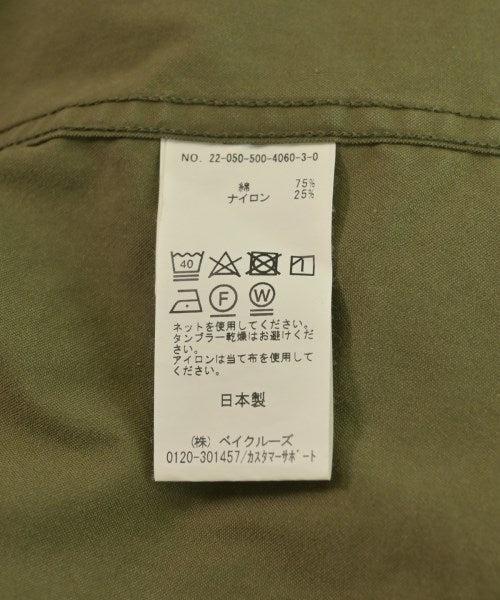 NO. 22-050-500-4060-3-0
綿 75%
ナイロン 25%
40
F W
ネットを使用してください。
タンブラー乾燥はお避けくだ
さい。
アイロンは当て布を使用して
ください。
日本製
(株) ベイクルーズ
0120-301457/カスタマーサポート